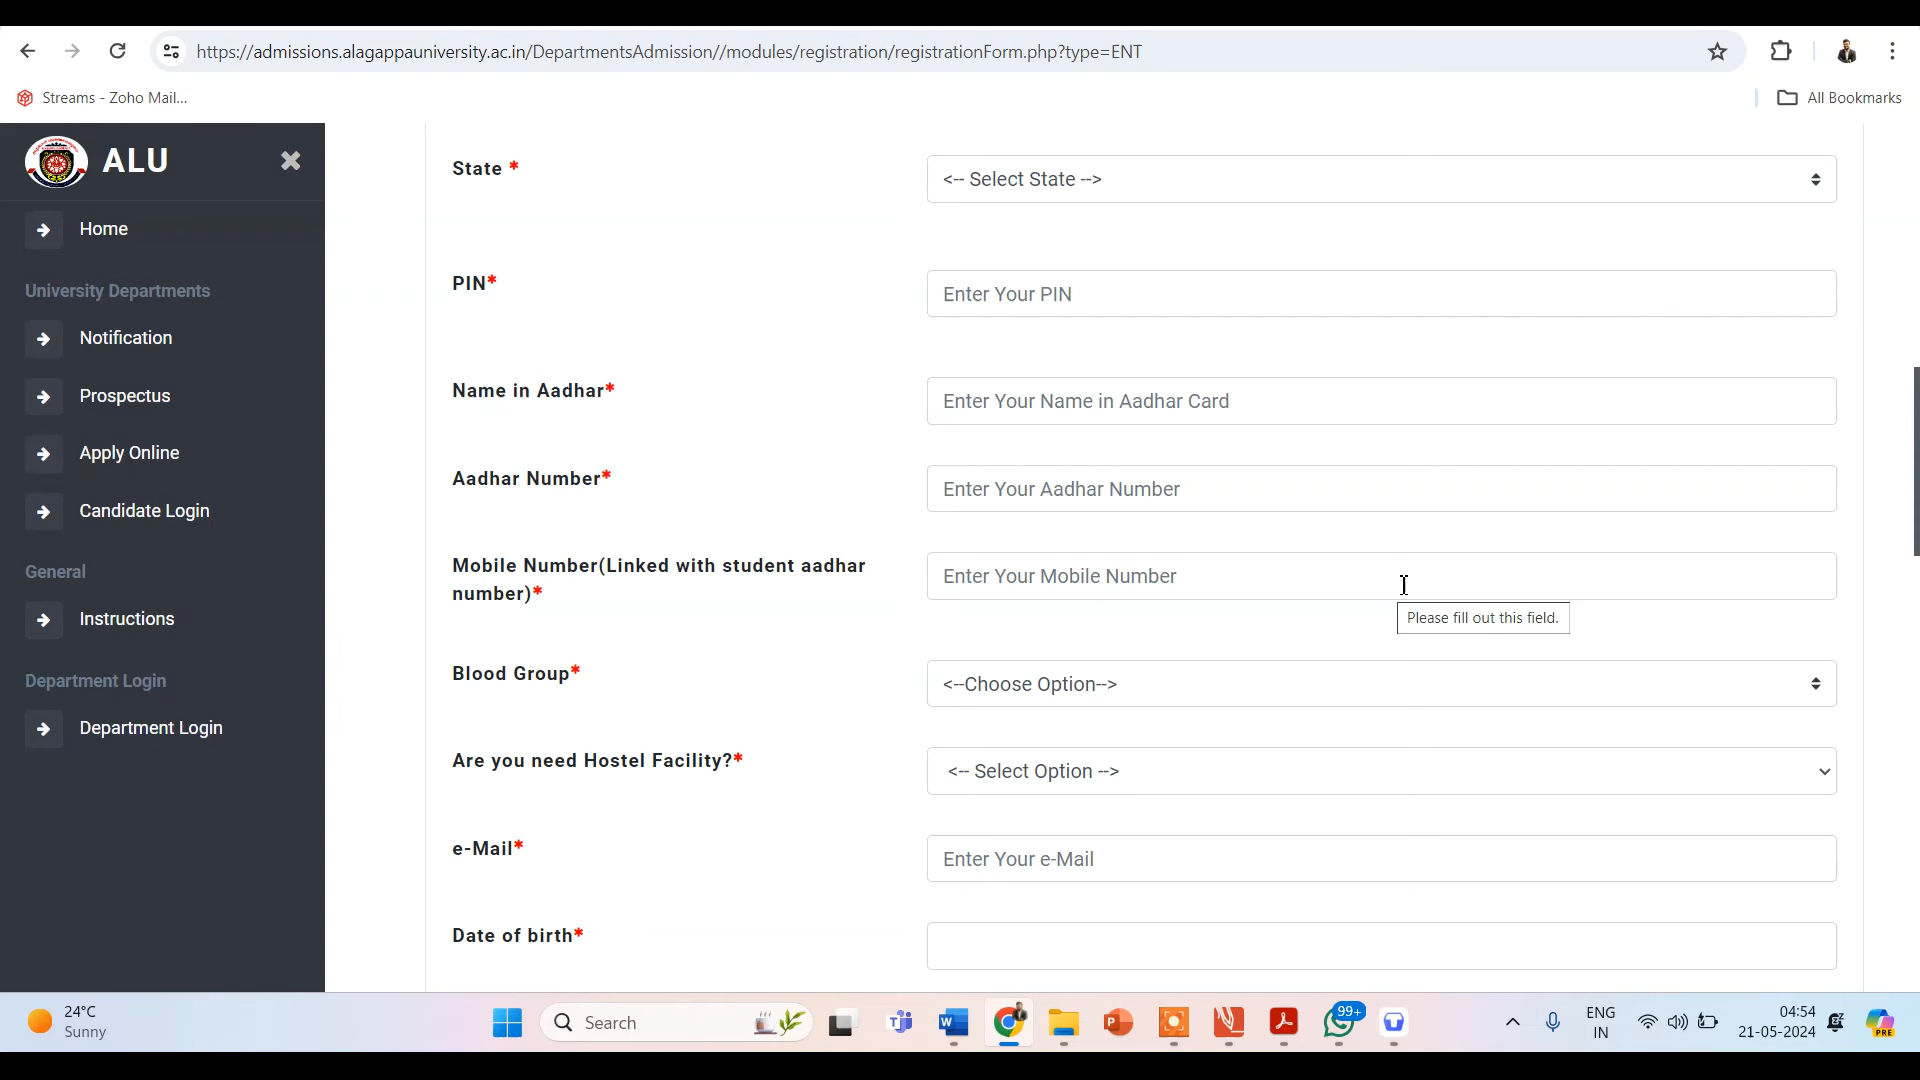 https://admissions.alagappauniversity.ac.in/DepartmentsAdmission//modules/registration/registrationForm.php?type=ENT
Streams - Zoho Mail...
All Bookmarks
ALU
Home
University Departments
Notification
Prospectus
Apply Online
Candidate Login
General
Instructions
Department Login
Department Login
State *
<-- Select State -->
PIN*
Enter Your PIN
Name in Aadhar*
Enter Your Name in Aadhar Card
Aadhar Number*
Enter Your Aadhar Number
Mobile Number(Linked with student aadhar
number)*
Enter Your Mobile Number
Please fill out this field.
Blood Group*
<--Choose Option-->
Are you need Hostel Facility?*
<-- Select Option -->
e-Mail*
Enter Your e-Mail
Date of birth*
24°C
Sunny
Search
99+
ENG
IN
04:54
21-05-2024
PRE